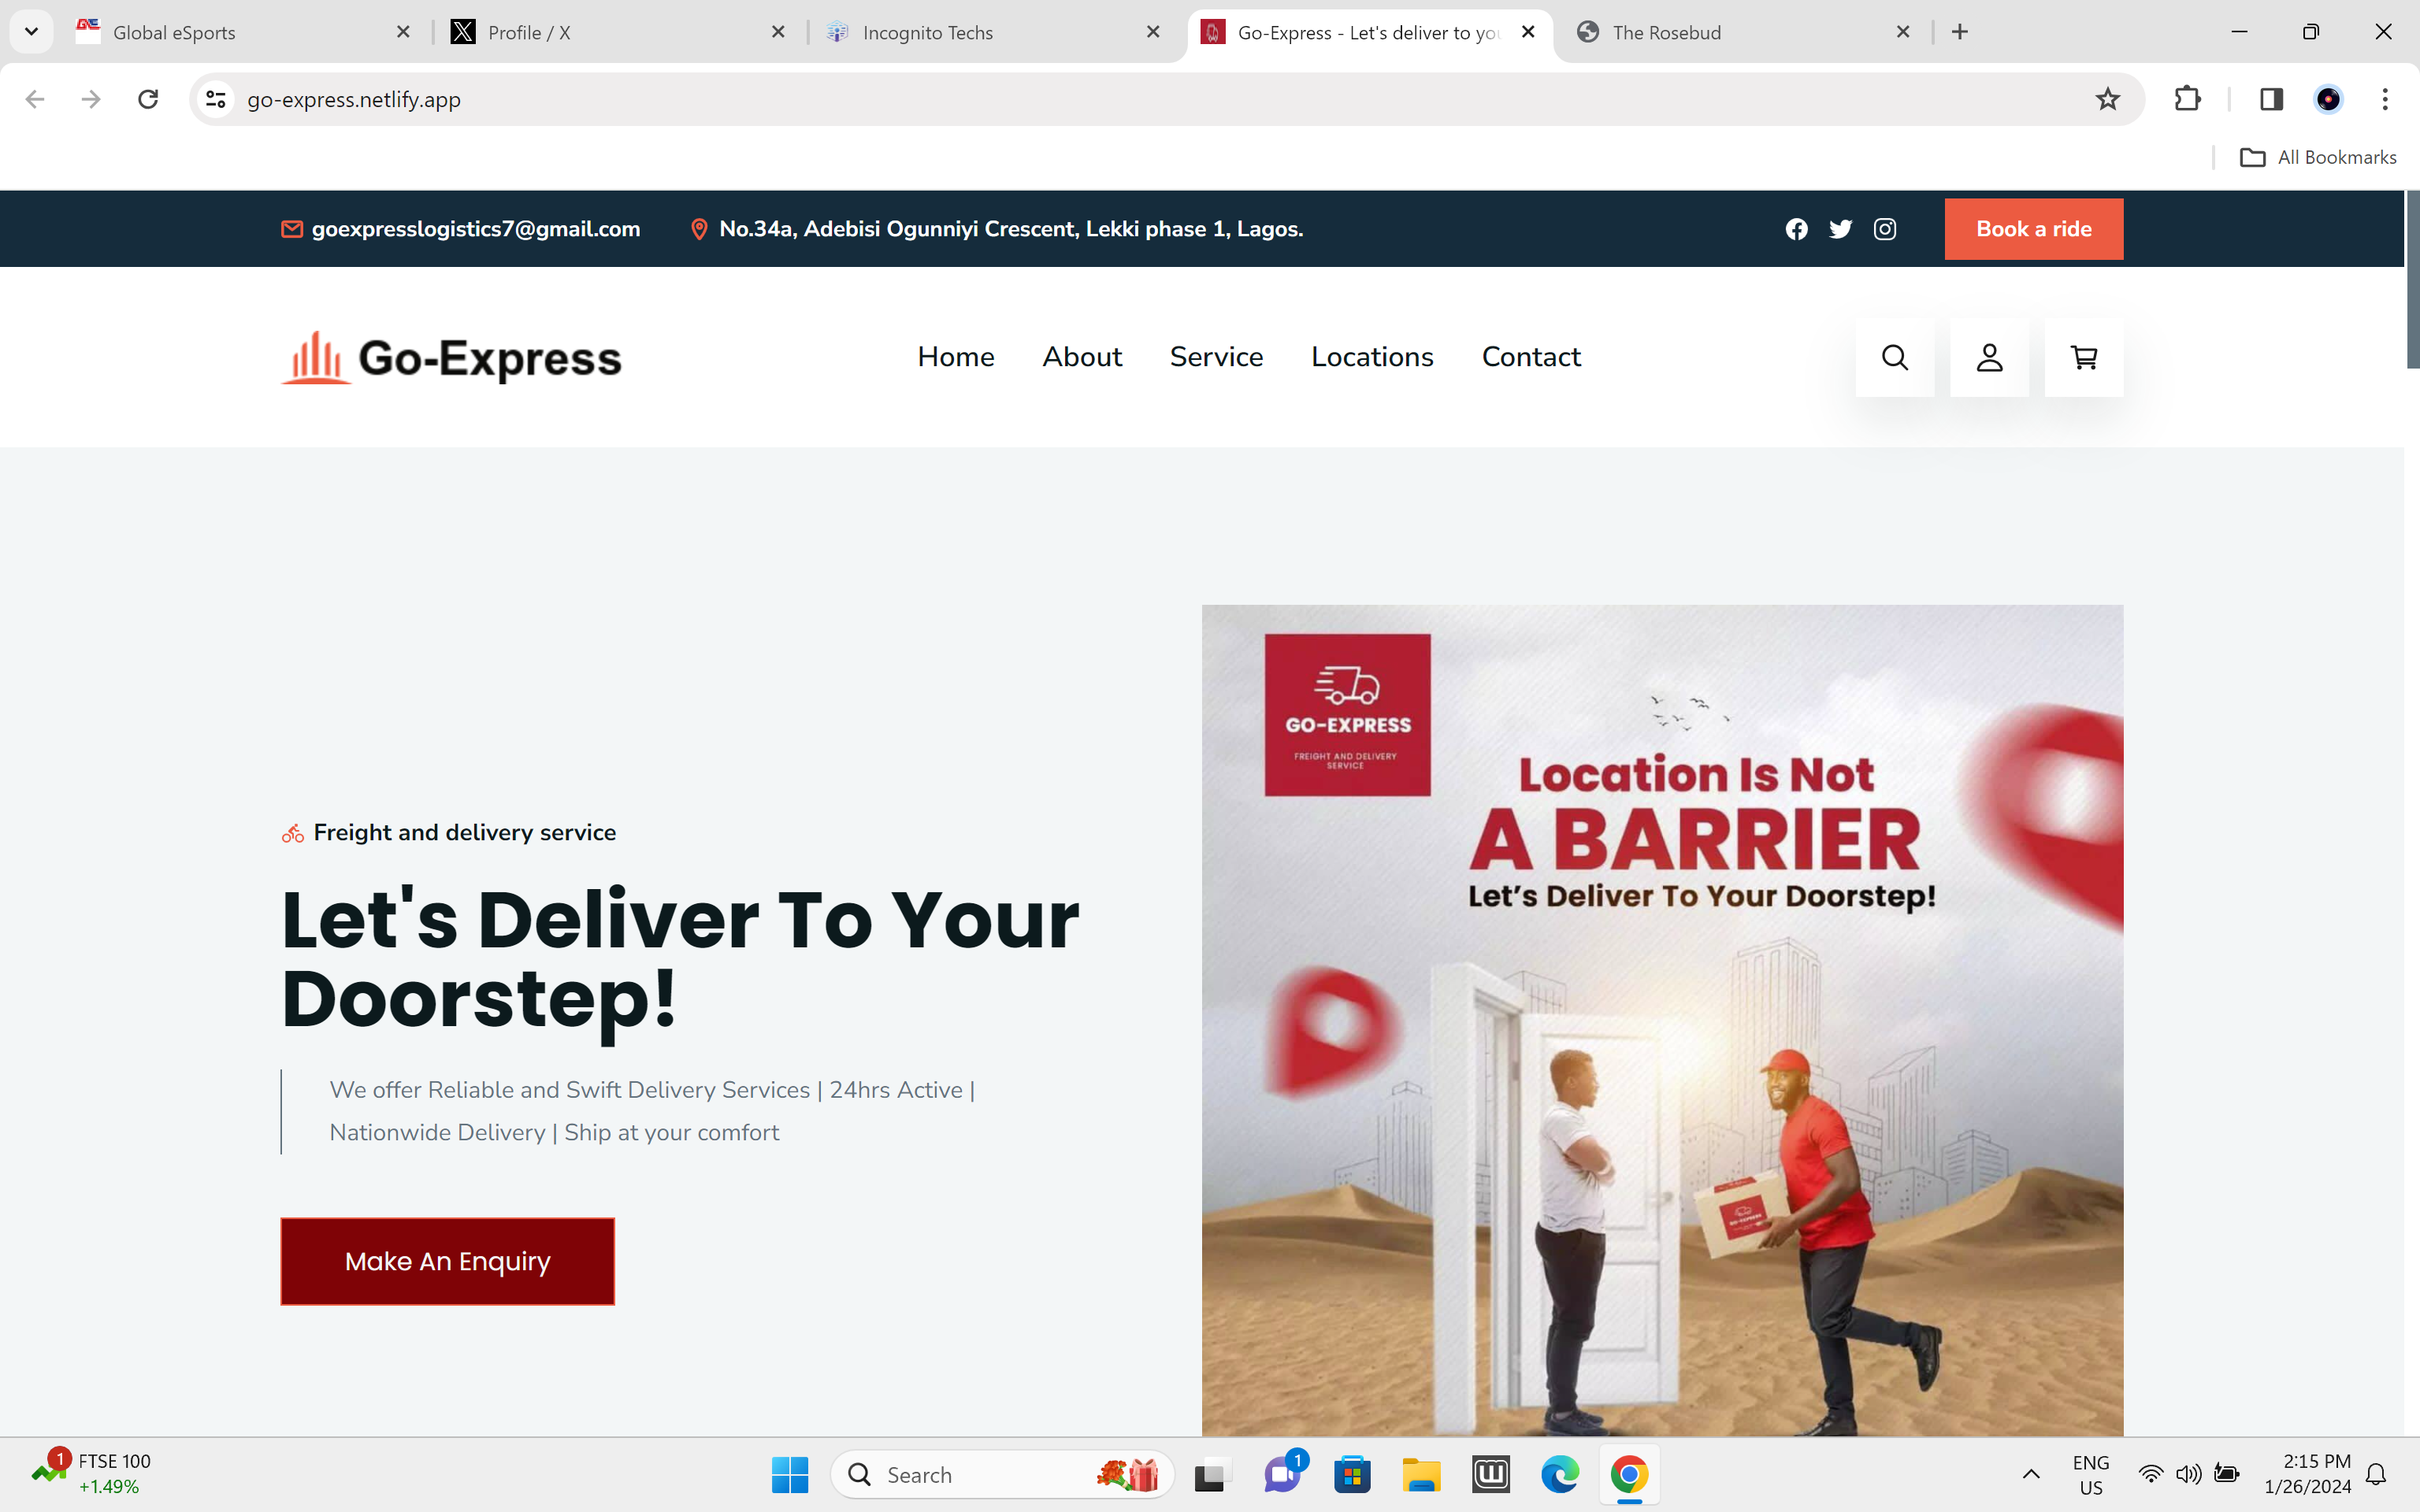 Global eSports
Profile / X
Incognito Techs
Go-Express - Let's deliver to you
The Rosebud
go-express.netlify.app
All Bookmarks
goexpresslogistics7@gmail.com
No.34a, Adebisi Ogunniyi Crescent, Lekki phase 1, Lagos.
Book a ride
Go-Express
Home
About
Service
Locations
Contact
GO-EXPRESS
FREIGHT AND DELIVERY
SERVICE
Location Is Not
A BARRIER
Let's Deliver To Your Doorstep!
Freight and delivery service
Let's Deliver To Your
Doorstep!
We offer Reliable and Swift Delivery Services | 24hrs Active |
Nationwide Delivery | Ship at your comfort
GO-EXPRESS
Make An Enquiry
1
FTSE 100
+1.49%
Search
1
ENG
US
2:15 PM
1/26/2024